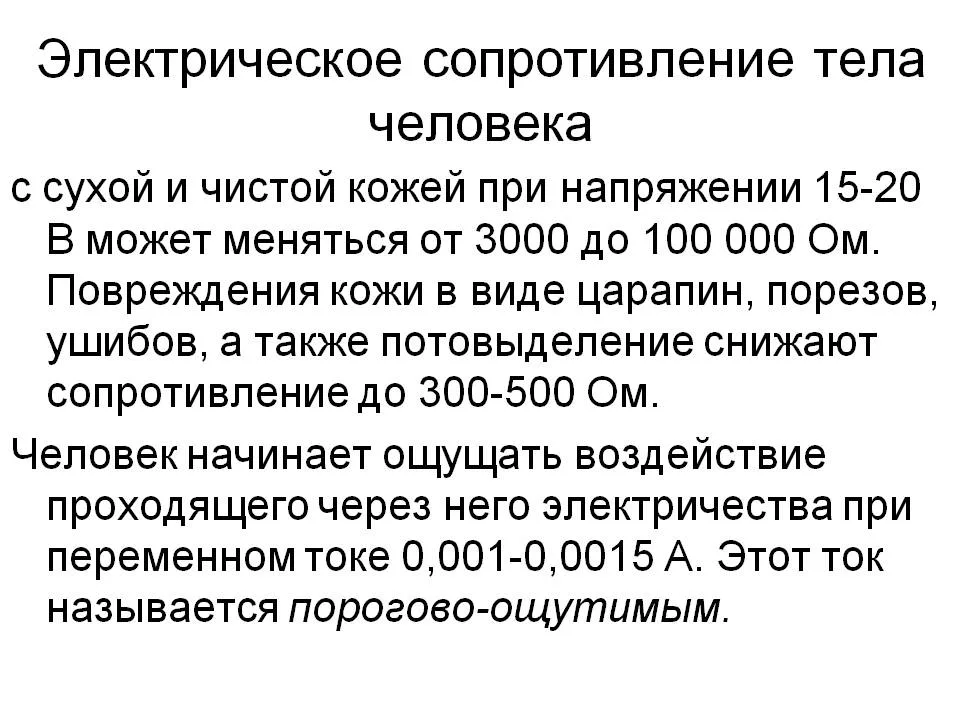 Электрическое сопротивление тела
человека
с сухой и чистой кожей при напряжении 15-20
В может меняться от 3000 до 100 000 Ом.
Повреждения кожи в виде царапин, порезов,
ушибов, а также потовыделение снижают
сопротивление до 300-500 Ом.
Человек начинает ощущать воздействие
проходящего через него электричества при
переменном токе 0,001-0,0015 А. Этот ток
называется порогово-ощутимым.